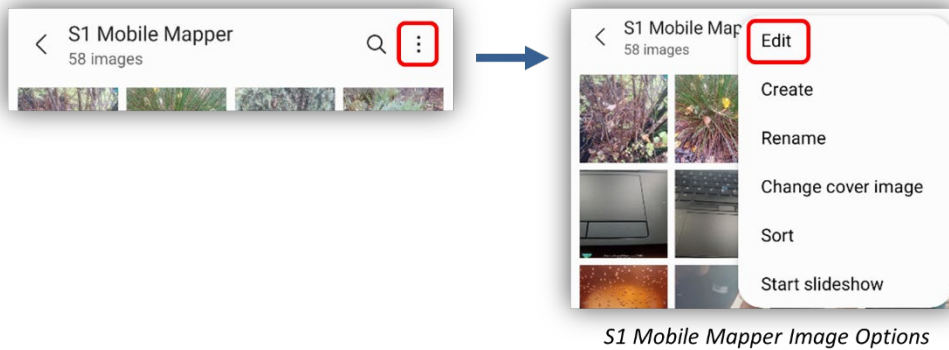 S1 Mobile Mapper
58 images
S1 Mobile Map
58 images
Edit
Create
Rename
Change cover image
Sort
Start slideshow
S1 Mobile Mapper Image Options